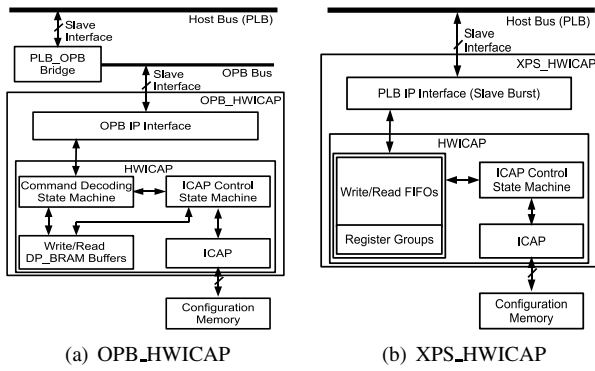 Host Bus (PLB)
Slave
Interface
PLB_OPB
Bridge
OPB Bus
Slave
Interface
OPB_HWICAP
OPB IP Interface
HWICAP
Command Decoding
State Machine
ICAP Control
State Machine
Write/Read
DP_BRAM Buffers
ICAP
Configuration
Memory
(a) OPB_HWICAP
Host Bus (PLB)
Slave
Interface
XPS_HWICAP
PLB IP Interface (Slave Burst)
HWICAP
Write/Read FIFOs
Register Groups
ICAP Control
State Machine
ICAP
Configuration
Memory
(b) XPS_HWICAP